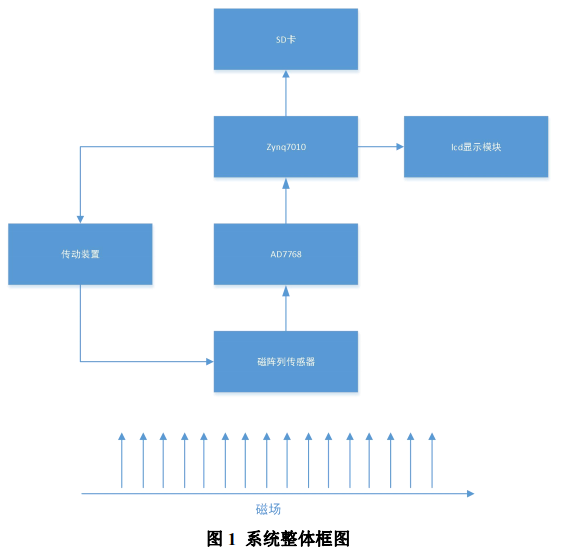 SD卡
Zynq7010
lcd显示模块
传动装置
AD7768
磁阵列传感器
磁场
图 1 系统整体框图